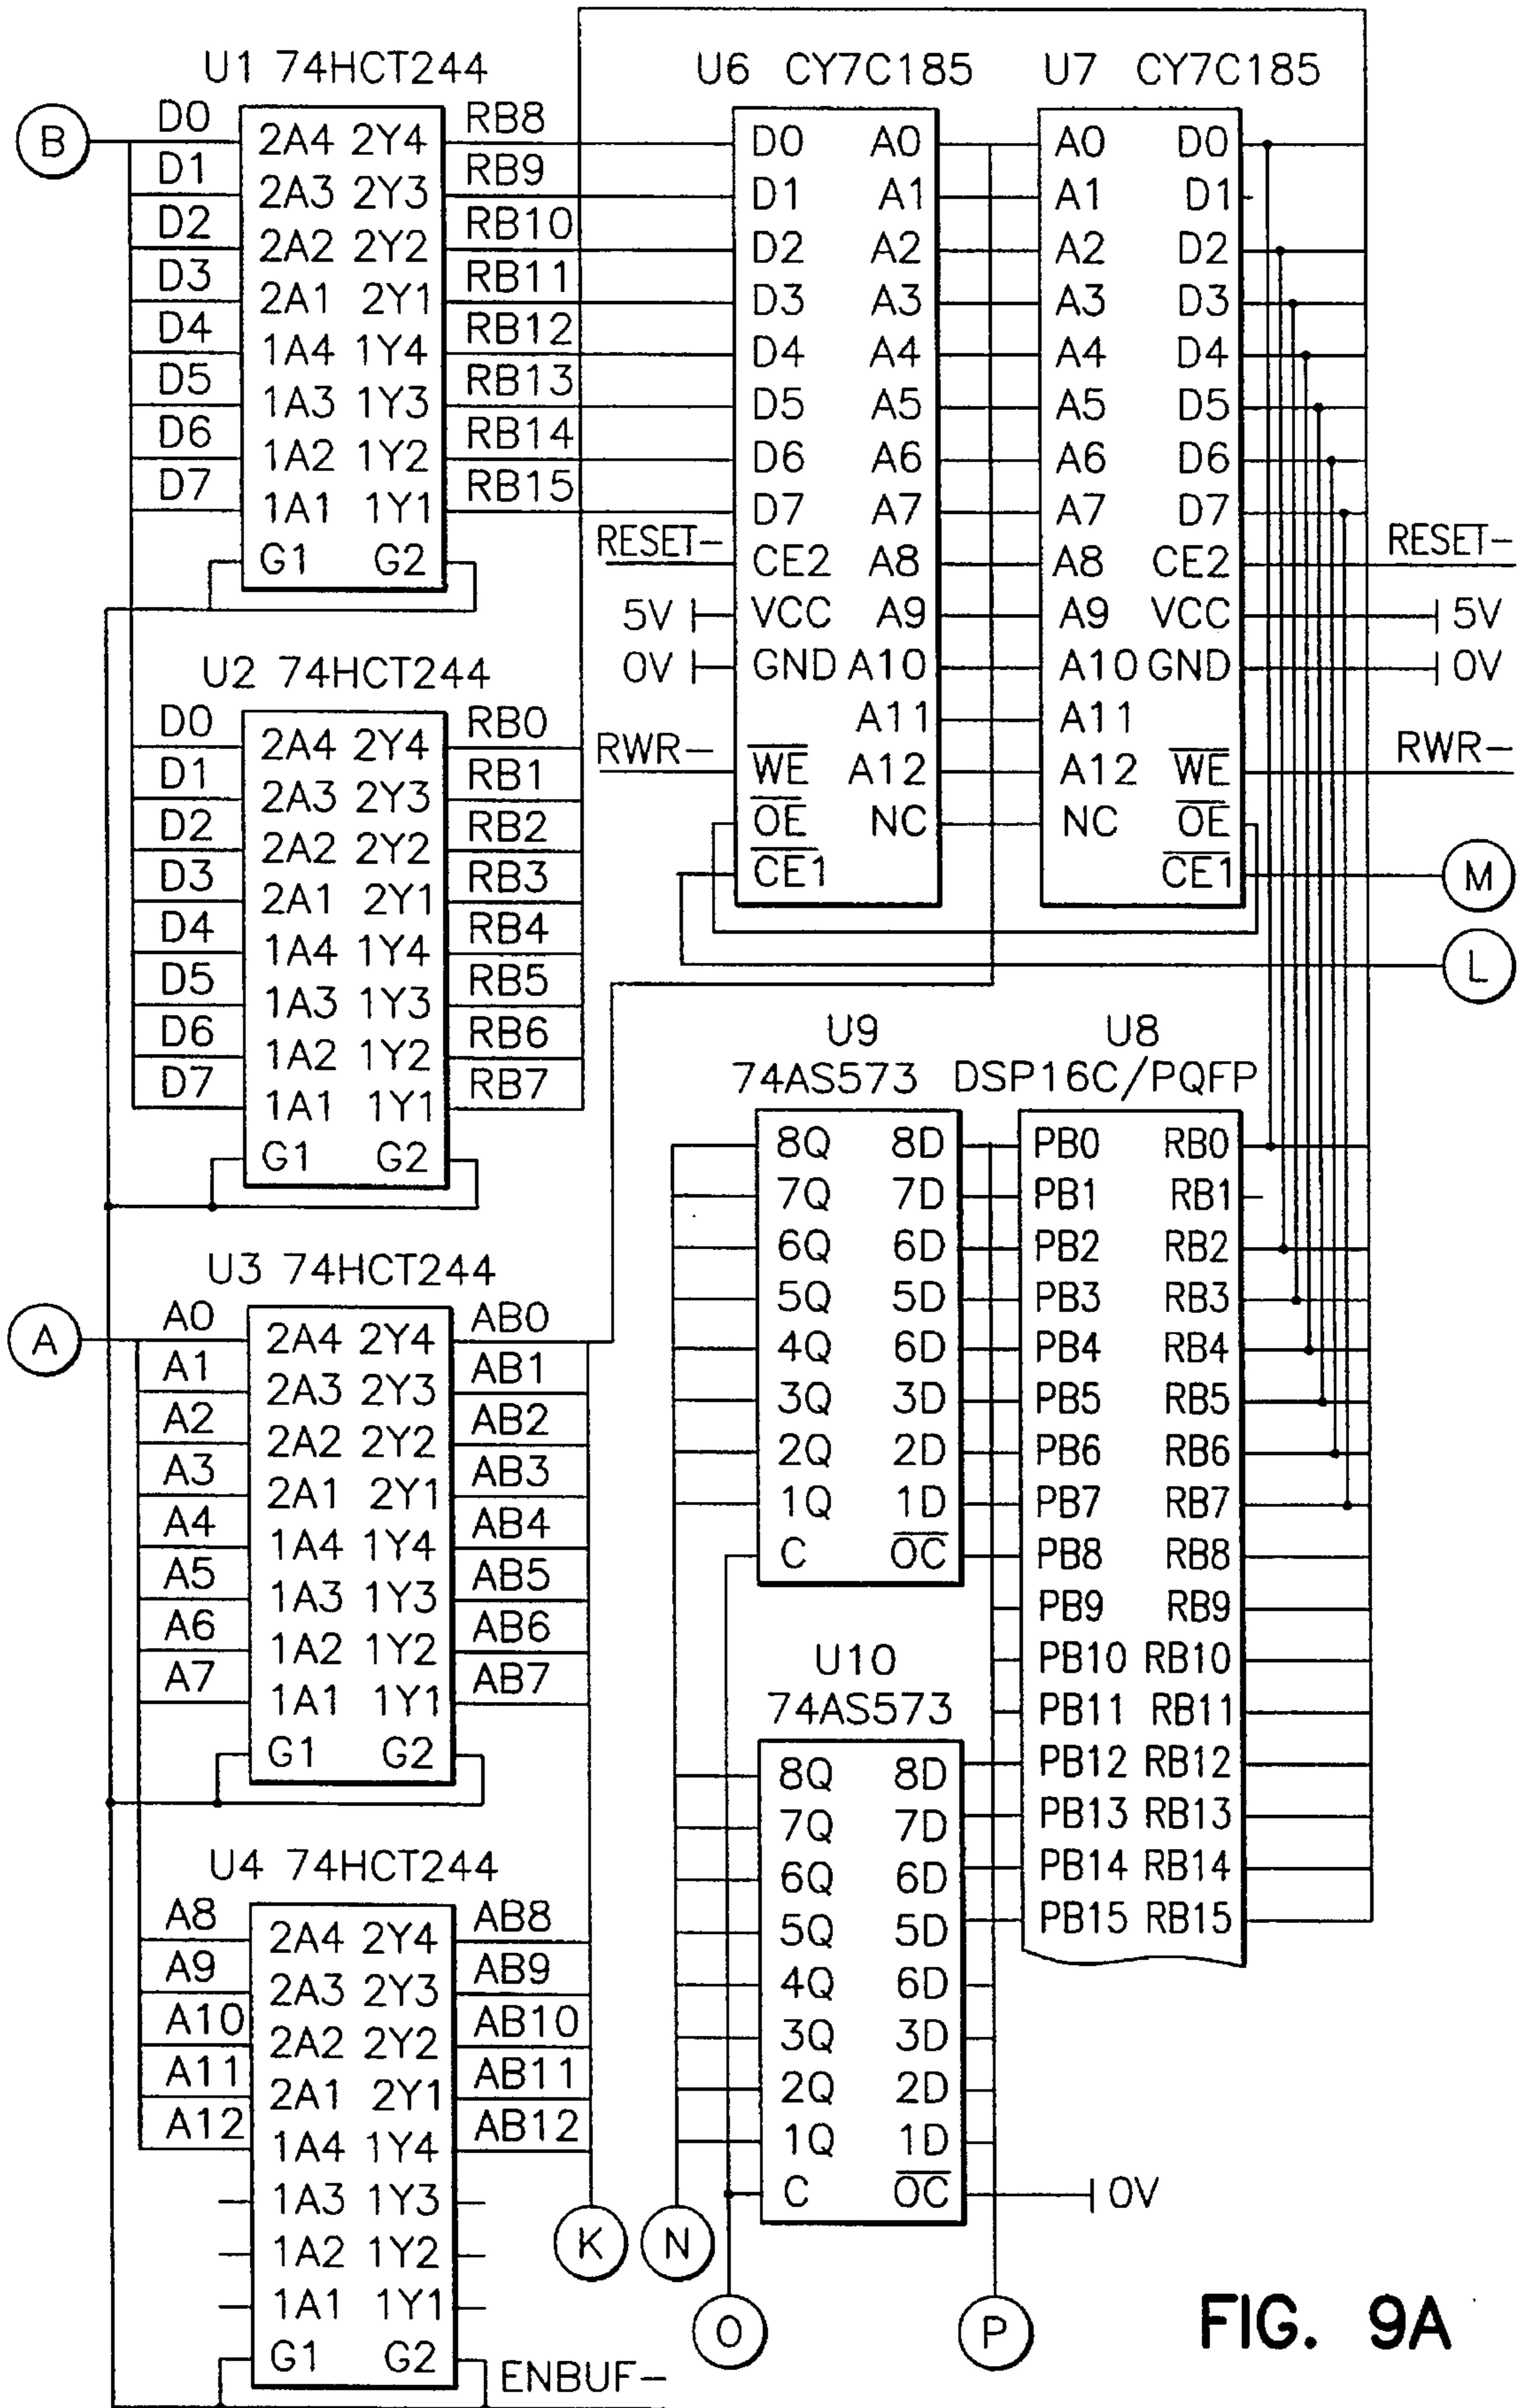 U1 74HCT244
B
D0 2A4 2Y4 RB8
D1 2A3 2Y3 RB9
D2 2A2 2Y2 RB10
D3 2A1 2Y1 RB11
D4 1A4 1Y4 RB12
D5 1A3 1Y3 RB13
D6 1A2 1Y2 RB14
D7 1A1 1Y1 RB15
G1 G2
U2 74HCT244
D0 2A4 2Y4 RB0
D1 2A3 2Y3 RB1
D2 2A2 2Y2 RB2
D3 2A1 2Y1 RB3
D4 1A4 1Y4 RB4
D5 1A3 1Y3 RB5
D6 1A2 1Y2 RB6
D7 1A1 1Y1 RB7
G1 G2
U3 74HCT244
A
A0 2A4 2Y4 AB0
A1 2A3 2Y3 AB1
A2 2A2 2Y2 AB2
A3 2A1 2Y1 AB3
A4 1A4 1Y4 AB4
A5 1A3 1Y3 AB5
A6 1A2 1Y2 AB6
A7 1A1 1Y1 AB7
G1 G2
U4 74HCT244
A8 2A4 2Y4 AB8
A9 2A3 2Y3 AB9
A10 2A2 2Y2 AB10
A11 2A1 2Y1 AB11
A12 1A4 1Y4 AB12
1A3 1Y3
1A2 1Y2
1A1 1Y1
G1 G2 ENBUF-
K
U6 CY7C185 U7 CY7C185
D0 A0 A0 D0
D1 A1 A1 D1
D2 A2 A2 D2
D3 A3 A3 D3
D4 A4 A4 D4
D5 A5 A5 D5
D6 A6 A6 D6
D7 A7 A7 D7
RESET- CE2 A8 A8 CE2 RESET-
5V VCC A9 A9 VCC 5V
0V GND A10 A10 GND 0V
A11 A11
RWR- W̅E̅ A12 A12 W̅E̅ RWR-
O̅E̅ NC NC O̅E̅
C̅E̅1̅ C̅E̅1̅ M
L
U9 U8
74AS573 DSP16C/PQFP
8Q 8D PB0 RB0
7Q 7D PB1 RB1
6Q 6D PB2 RB2
5Q 5D PB3 RB3
4Q 6D PB4 RB4
3Q 3D PB5 RB5
2Q 2D PB6 RB6
1Q 1D PB7 RB7
C O̅C̅ PB8 RB8
PB9 RB9
U10 PB10 RB10
74AS573 PB11 RB11
8Q 8D PB12 RB12
7Q 7D PB13 RB13
6Q 6D PB14 RB14
5Q 5D PB15 RB15
4Q 6D
3Q 3D
2Q 2D
1Q 1D
C O̅C̅ 0V
N
O P
FIG. 9A